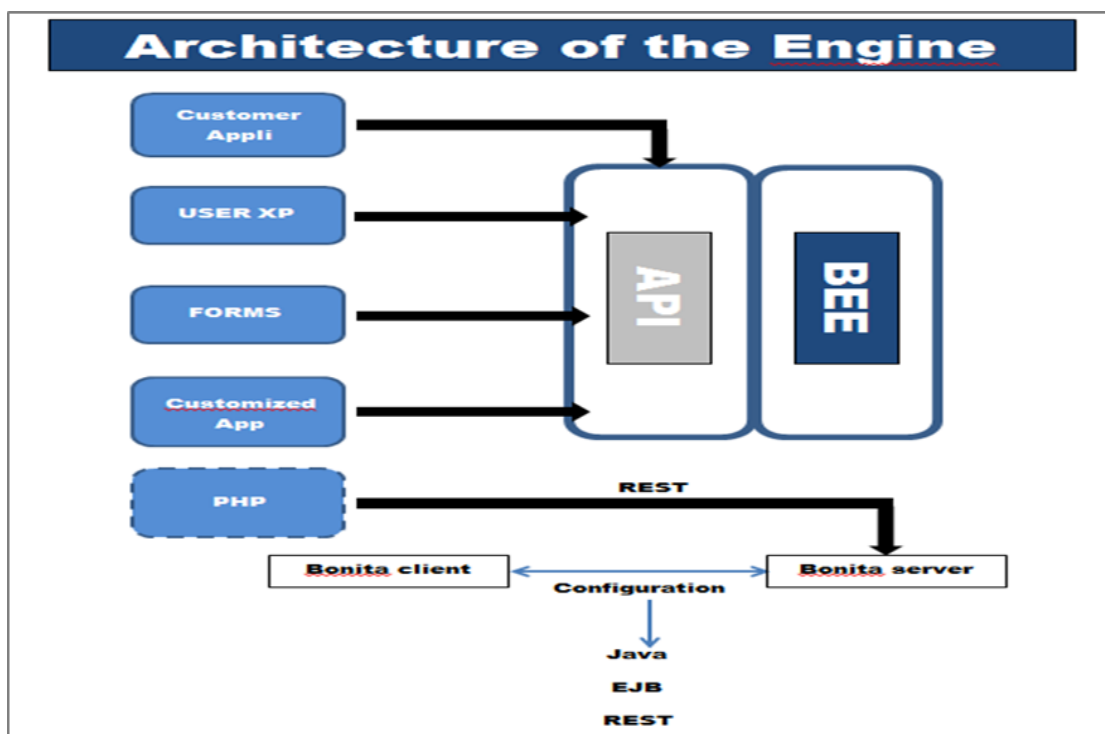 Architecture of the Engine
Customer
Appli
USER XP
FORMS
Customized
App
PHP
API
BEE
REST
Bonita client
Bonita server
Configuration
Java
EJB
REST